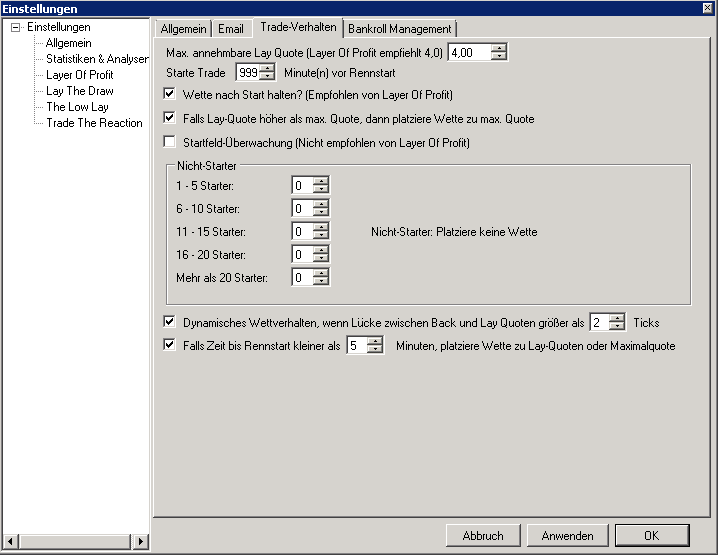 Einstellungen
Einstellungen
Allgemein
Statistiken & Analysen
Layer Of Profit
Lay The Draw
The Low Lay
Trade The Reaction
Allgemein Email Trade-Verhalten Bankroll Management
Max. annehmbare Lay Quote (Layer Of Profit empfiehlt 4,0) 4,00
Starte Trade 999 Minute(n) vor Rennstart
Wette nach Start halten? (Empfohlen von Layer Of Profit)
Falls Lay-Quote höher als max. Quote, dann platziere Wette zu max. Quote
Startfeld-Überwachung (Nicht empfohlen von Layer Of Profit)
Nicht-Starter
1 - 5 Starter: 0
6 - 10 Starter: 0
11 - 15 Starter: 0 Nicht-Starter: Platziere keine Wette
16 - 20 Starter: 0
Mehr als 20 Starter: 0
Dynamisches Wettverhalten, wenn Lücke zwischen Back und Lay Quoten größer als 2 Ticks
Falls Zeit bis Rennstart kleiner als 5 Minuten, platziere Wette zu Lay-Quoten oder Maximalquote
Abbruch Anwenden OK